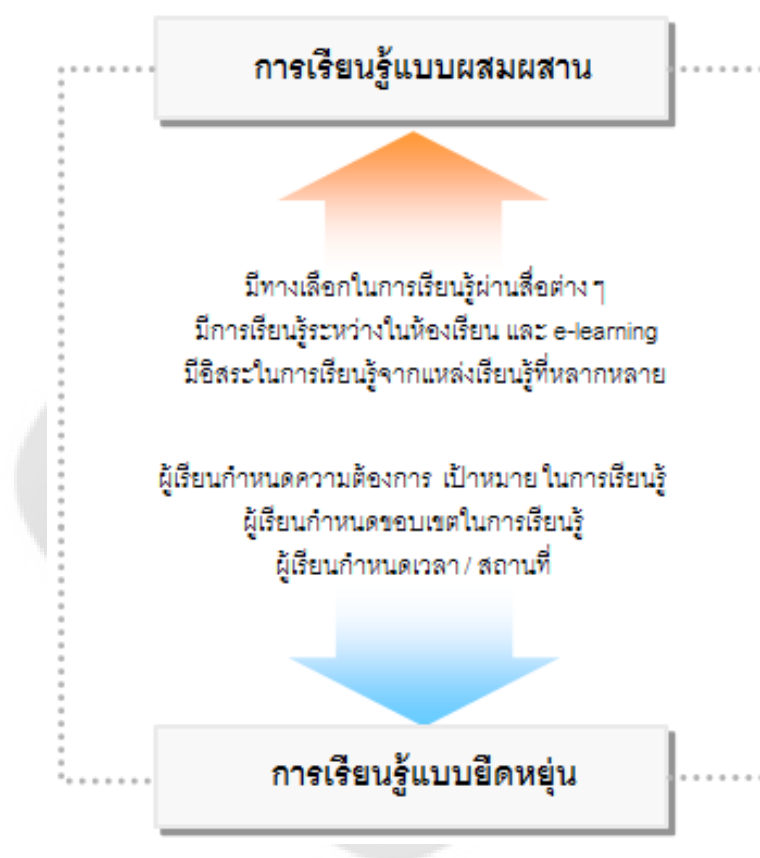 การเรียนรู้แบบผสมผสาน
มีทางเลือกในการเรียนรู้ผ่านสื่อต่าง ๆ
มีการเรียนรู้ระหว่างในห้องเรียน และ e-learning
มีอิสระในการเรียนรู้จากแหล่งเรียนรู้ที่หลากหลาย
ผู้เรียนกำหนดความต้องการ เป้าหมาย ในการเรียนรู้
ผู้เรียนกำหนดขอบเขตในการเรียนรู้
ผู้เรียนกำหนดเวลา / สถานที่
การเรียนรู้แบบยืดหยุ่น